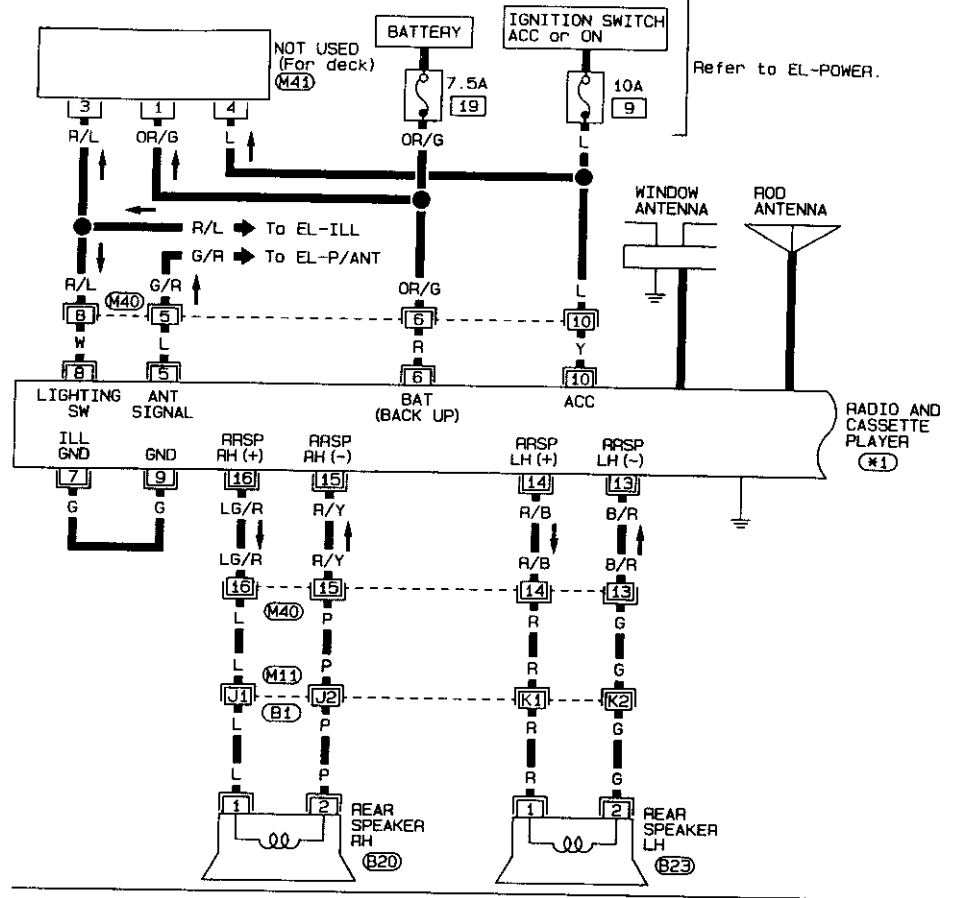 BATTERY
IGNITION SWITCH
ACC or ON
NOT USED
(For deck)
M41
Refer to EL-POWER.
7.5A
19
10A
9
3
1
4
R/L
OR/G
L
OR/G
L
WINDOW
ANTENNA
ROD
ANTENNA
R/L
To EL-ILL
G/R
To EL-P/ANT
R/L
G/R
OR/G
L
M40
8
5
6
10
W
L
R
Y
8
5
6
10
LIGHTING
SW
ANT
SIGNAL
BAT
(BACK UP)
ACC
RADIO AND
CASSETTE
PLAYER
*1
ILL
GND
GND
RRSP
RH (+)
RRSP
RH (-)
RRSP
LH (+)
RRSP
LH (-)
7
9
16
15
14
13
G
G
LG/R
R/Y
R/B
B/R
LG/R
R/Y
R/B
B/R
16
15
14
13
M40
L
P
R
G
L
P
R
G
M11
J1
J2
K1
K2
B1
L
P
R
G
L
P
R
G
1
2
1
2
REAR
SPEAKER
RH
B20
REAR
SPEAKER
LH
B23